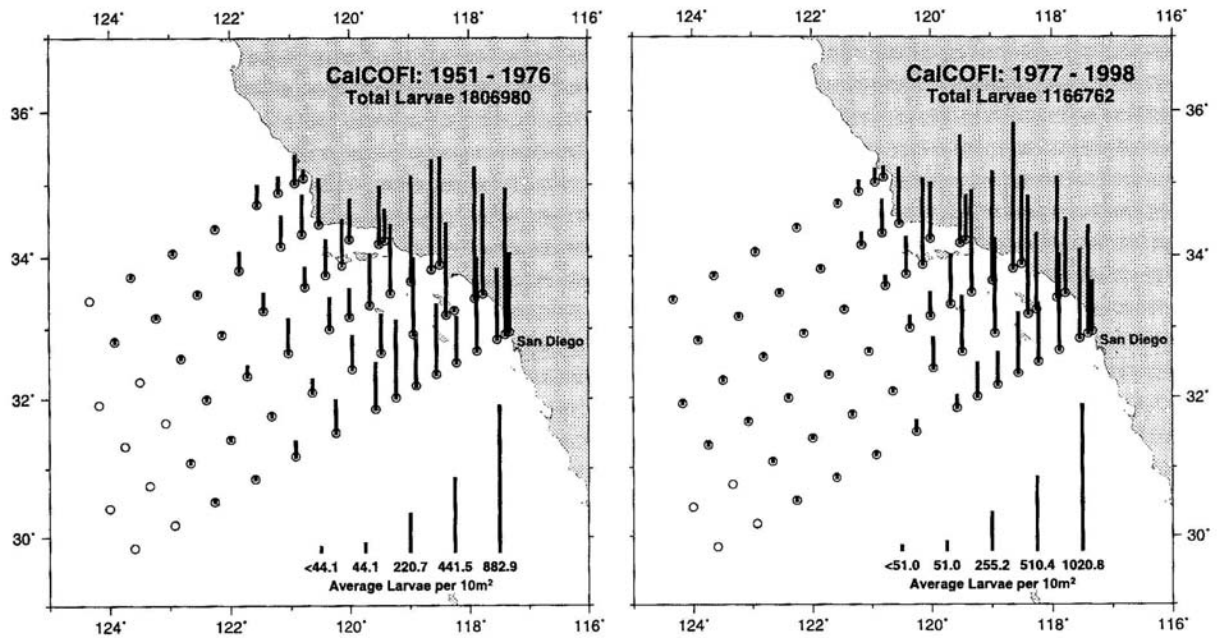 124° 122° 120° 118° 116°
CalCOFI: 1951 - 1976
Total Larvae 1806980
36°
34°
32°
30°
San Diego
<44.1 44.1 220.7 441.5 882.9
Average Larvae per 10m²
124° 122° 120° 118° 116°
124° 122° 120° 118° 116°
CalCOFI: 1977 - 1998
Total Larvae 1166762
36°
34°
32°
30°
San Diego
<51.0 51.0 255.2 510.4 1020.8
Average Larvae per 10m²
124° 122° 120° 118° 116°